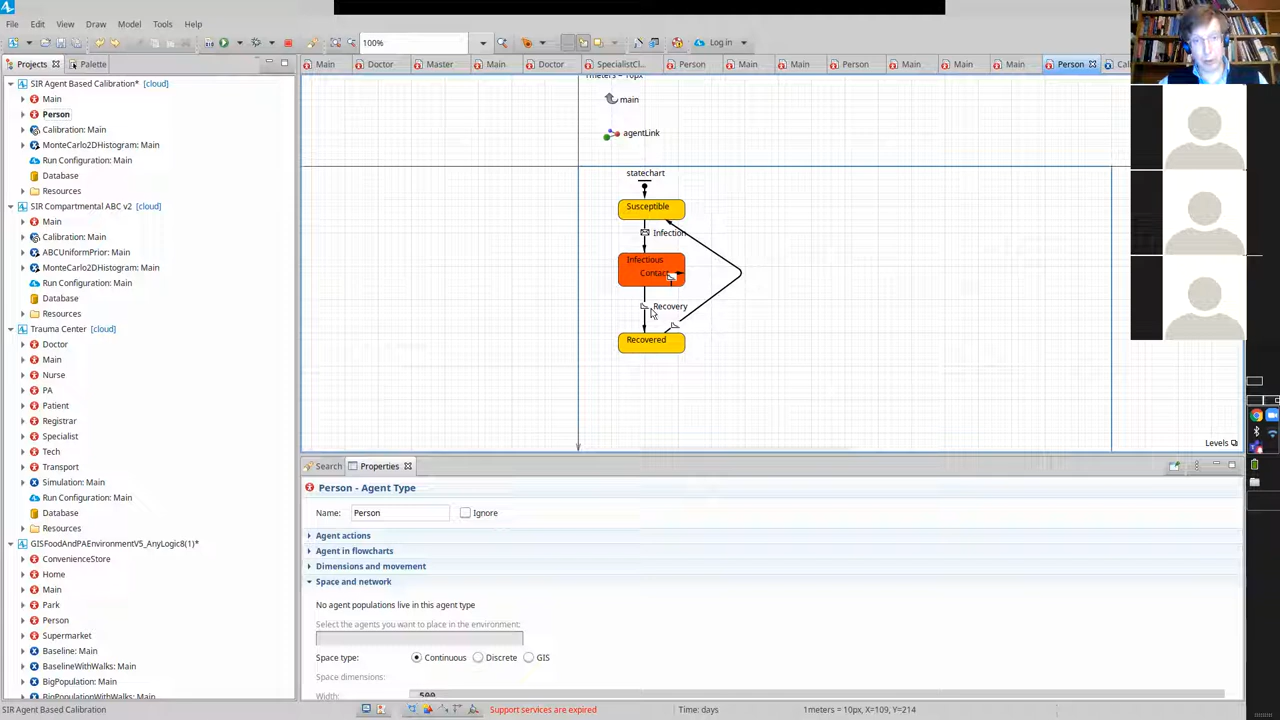 File Edit View Draw Model Tools Help
100% Log in
Projects Palette
Main Doctor Master Main Doctor SpecialistCl... Person Main Main Person Main Main Main Person
SIR Agent Based Calibration* [cloud]
Main
Person
Calibration: Main
MonteCarlo2DHistogram: Main
Run Configuration: Main
Database
Resources
SIR Compartmental ABC v2 [cloud]
Main
Calibration: Main
ABCUniformPrior: Main
MonteCarlo2DHistogram: Main
Run Configuration: Main
Database
Resources
Trauma Center [cloud]
Doctor
Main
Nurse
PA
Patient
Registrar
Specialist
Tech
Transport
Simulation: Main
Run Configuration: Main
Database
Resources
GISFoodAndPAEnvironmentV5_AnyLogic8(1)*
ConvenienceStore
Home
Main
Park
Person
Supermarket
Baseline: Main
BaselineWithWalks: Main
BigPopulation: Main
BigPopulationWithWalks: Main
main
agentLink
statechart
Susceptible
Infection
Infectious
Contact
Recovery
Recovered
Levels
Search Properties
Person - Agent Type
Name: Person Ignore
Agent actions
Agent in flowcharts
Dimensions and movement
Space and network
No agent populations live in this agent type
Select the agents you want to place in the environment:
Space type: Continuous Discrete GIS
Space dimensions:
Width: 500
SIR Agent Based Calibration Support services are expired Time: days 1meters = 10px, X=109, Y=214